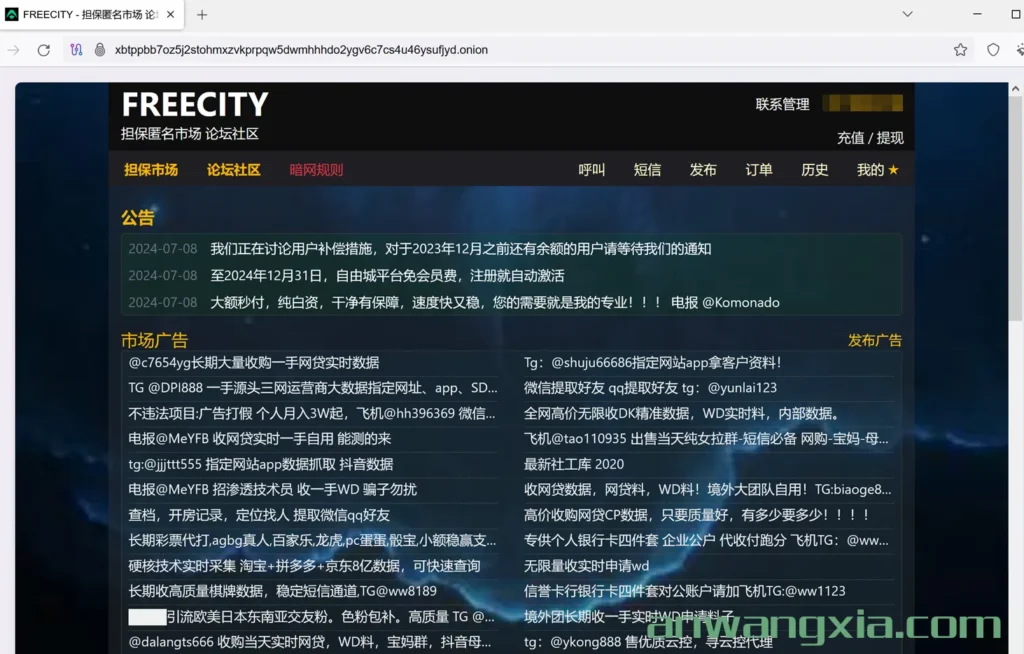 FREECITY - 担保匿名市场 论坛
xbtppbb7oz5j2stohmxzvkprpqw5dwmhhhdo2ygv6c7cs4u46ysufjyd.onion
FREECITY
联系管理
担保匿名市场 论坛社区
充值 / 提现
担保市场 论坛社区 暗网规则 呼叫 短信 发布 订单 历史 我的 ★
公告
2024-07-08 我们正在讨论用户补偿措施，对于2023年12月之前还有余额的用户请等待我们的通知
2024-07-08 至2024年12月31日，自由城平台免会员费，注册就自动激活
2024-07-08 大额秒付，纯白资，干净有保障，速度快又稳，您的需要就是我的专业！！！ 电报 @Komonado
市场广告 发布广告
@c7654yg长期大量收购一手网贷实时数据
Tg：@shuju66686指定网站app拿客户资料！
TG @DPI888 一手源头三网运营商大数据指定网址、app、SD...
微信提取好友 qq提取好友 tg：@yunlai123
不违法项目:广告打假 个人月入3W起，飞机@hh396369 微信...
全网高价无限收DK精准数据，WD实时料，内部数据。
电报@MeYFB 收网贷实时一手自用 能测的来
飞机@tao110935 出售当天纯女拉群-短信必备 网购-宝妈-母...
tg:@jjjttt555 指定网站app数据抓取 抖音数据
最新社工库 2020
电报@MeYFB 招渗透技术员 收一手WD 骗子勿扰
收网贷数据，网贷料，WD料！境外大团队自用！TG:biaoge8...
查档，开房记录，定位找人 提取微信qq好友
高价收购网贷CP数据，只要质量好，有多少要多少！！！！
长期彩票代打,agbg真人,百家乐,龙虎,pc蛋蛋,骰宝,小额稳赢支...
专供个人银行卡四件套 企业公户 代收付跑分 飞机TG：@ww...
硬核技术实时采集 淘宝+拼多多+京东8亿数据，可快速查询
无限量收实时申请wd
长期收高质量棋牌数据，稳定短信通道,TG@ww8189
信誉卡行银行卡四件套对公账户请加飞机TG:@ww1123
引流欧美日本东南亚交友粉。色粉包补。高质量 TG @...
境外团长期收一手实时WD申请料子
@dalangts666 收购当天实时网贷，WD料，宝妈群，抖音母...
tg：@ykong888 售优质云控，寻云控代理
anwangxia.com